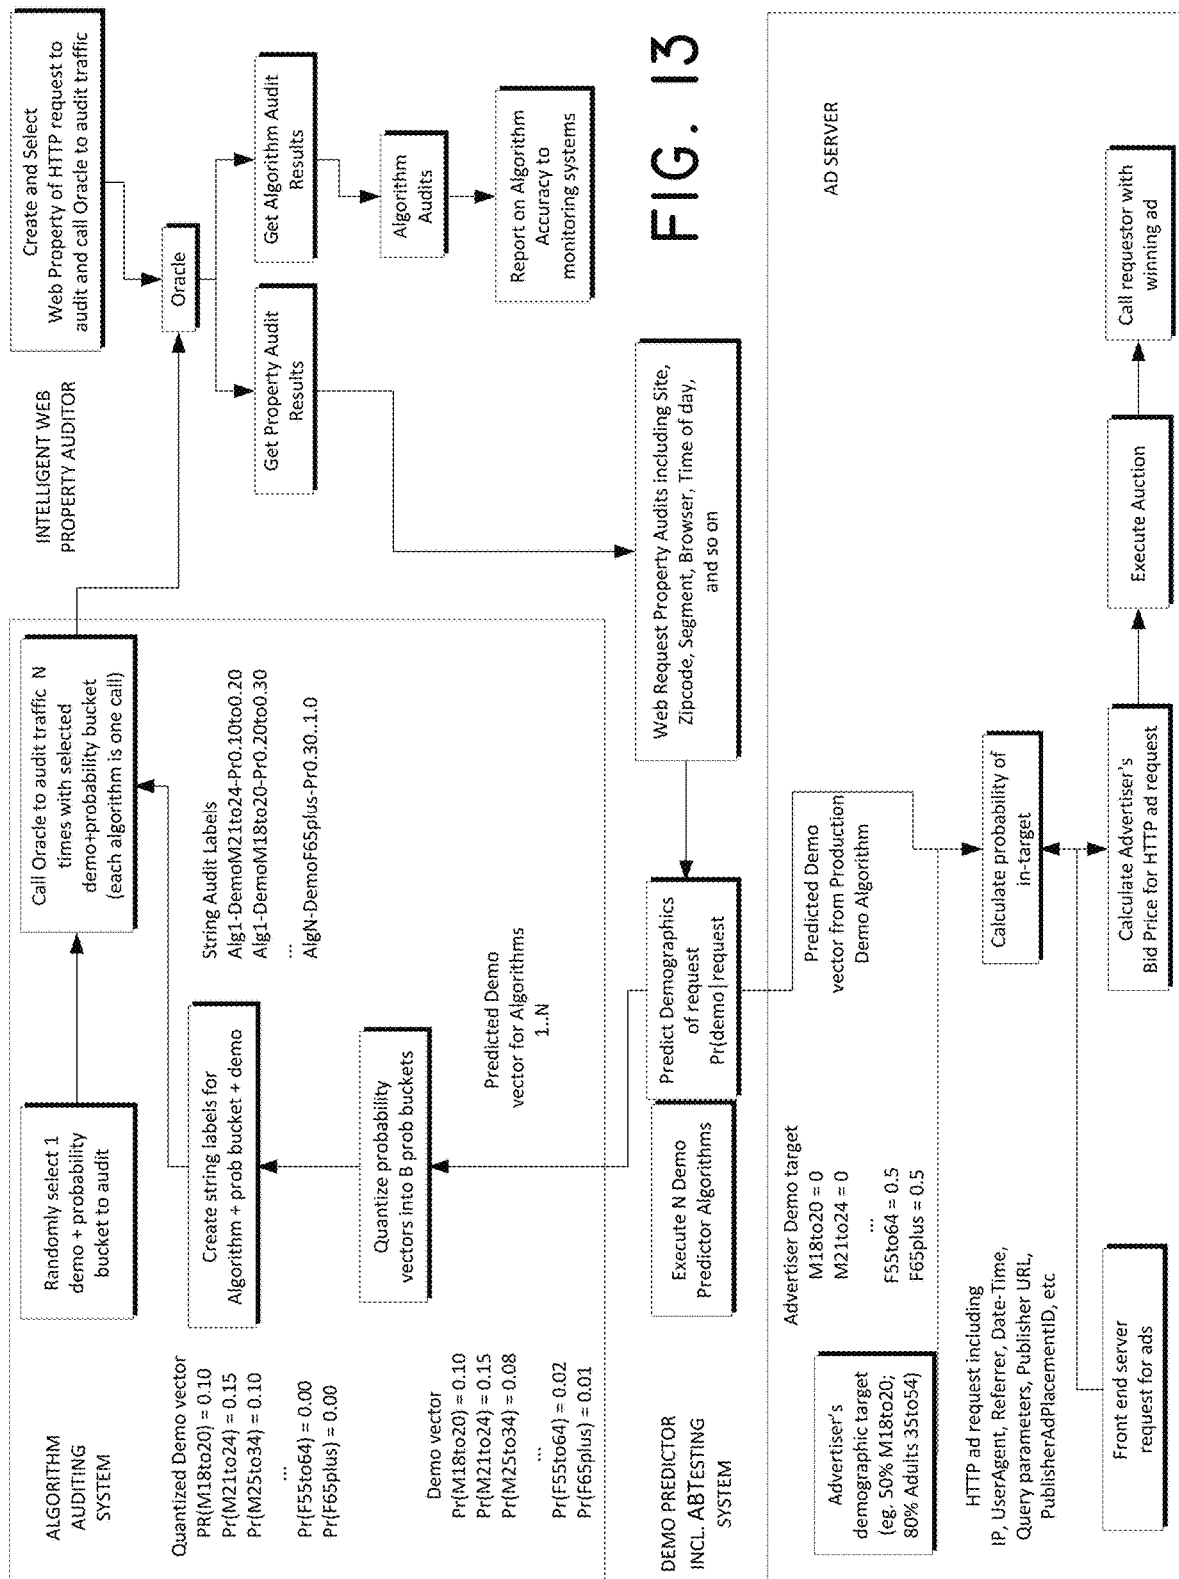 ALGORITHM
AUDITING
SYSTEM
Randomly select 1
demo + probability
bucket to audit
Call Oracle to audit traffic N
times with selected
demo+probability bucket
(each algorithm is one call)
INTELLIGENT WEB
PROPERTY AUDITOR
Create and Select
Web Property of HTTP request to
audit and call Oracle to audit traffic
Oracle
Quantized Demo vector
PR(M18to20) = 0.10
Pr(M21to24) = 0.15
Pr(M25to34) = 0.10
...
Pr(F55to64) = 0.00
Pr(F65plus) = 0.00
Create string labels for
Algorithm + prob bucket + demo
String Audit Labels
Alg1-DemoM21to24-Pr0.10to0.20
Alg1-DemoM18to20-Pr0.20to0.30
...
AlgN-DemoF65plus-Pr0.30..1.0
Get Property Audit
Results
Get Algorithm Audit
Results
Algorithm
Audits
Report on Algorithm
Accuracy to
monitoring systems
Demo vector
Pr(M18to20) = 0.10
Pr(M21to24) = 0.15
Pr(M25to34) = 0.08
...
Pr(F55to64) = 0.02
Pr(F65plus) = 0.01
Quantize probability
vectors into B prob buckets
Predicted Demo
vector for Algorithms
1..N
DEMO PREDICTOR
INCL. ABTESTING
SYSTEM
Execute N Demo
Predictor Algorithms
Predict Demographics
of request
Pr(demo|request
Web Request Property Audits including Site,
Zipcode, Segment, Browser, Time of day,
and so on
FIG. 13
Advertiser's
demographic target
(eg. 50% M18to20;
80% Adults 35to54)
Advertiser Demo target
M18to20 = 0
M21to24 = 0
...
F55to64 = 0.5
F65plus = 0.5
Predicted Demo
vector from Production
Demo Algorithm
AD SERVER
HTTP ad request including
IP, UserAgent, Referrer, Date-Time,
Query parameters, Publisher URL,
PublisherAdPlacementID, etc
Calculate probability of
in-target
Front end server
request for ads
Calculate Advertiser's
Bid Price for HTTP ad request
Execute Auction
Call requestor with
winning ad